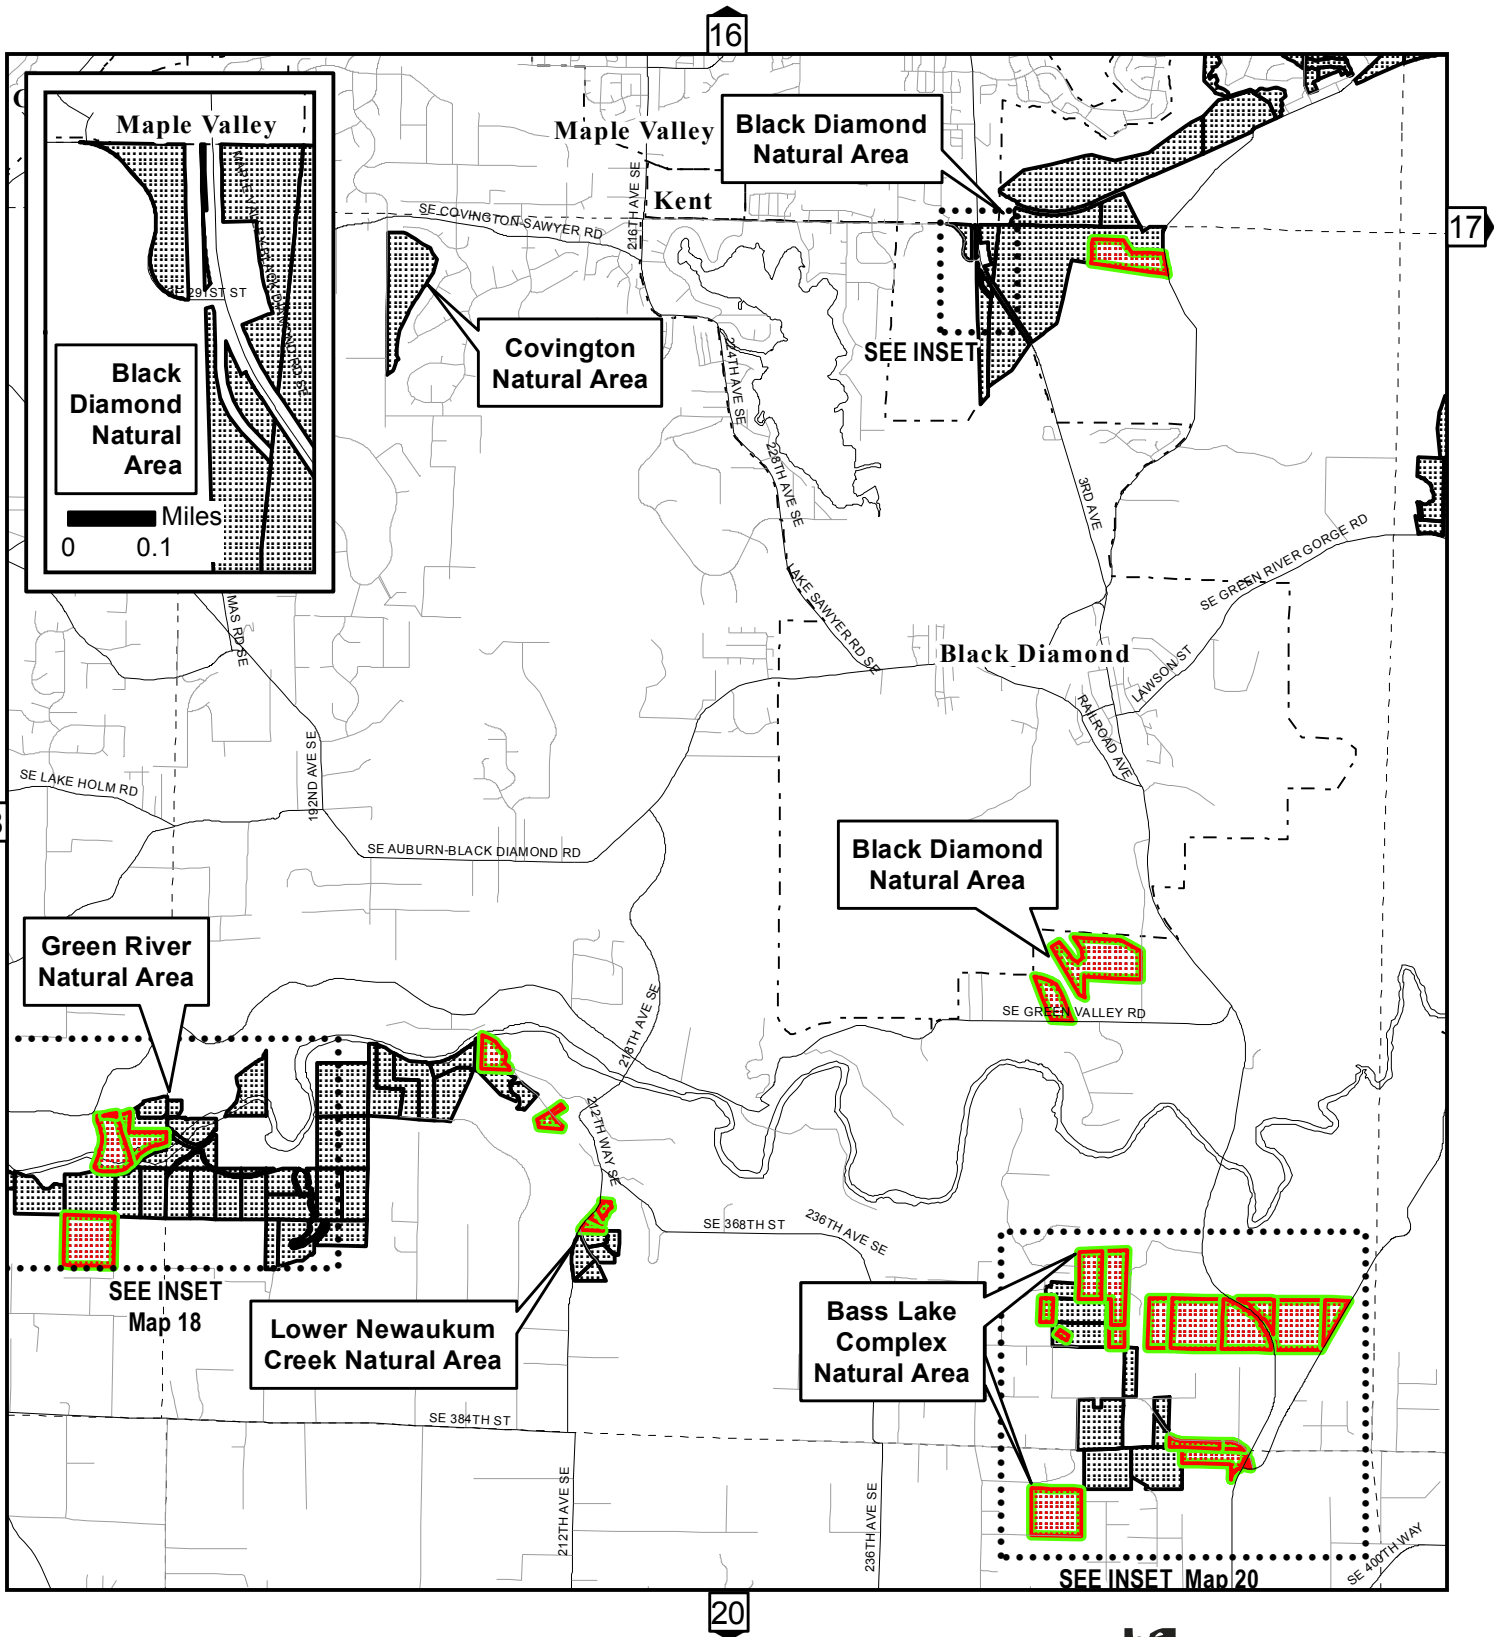 16
Maple Valley
SE 291ST ST
Black
Diamond
Natural
Area
Miles
0 0.1
Maple Valley
Black Diamond
Natural Area
Kent
SE COVINGTON-SAWYER RD
216TH AVE SE
17
Covington
Natural Area
SEE INSET
224TH AVE SE
228TH AVE SE
3RD AVE
SE GREEN RIVER GORGE RD
LAKE SAWYER RD SE
MAS RD SE
Black Diamond
LAWSON ST
RAILROAD AVE
192ND AVE SE
SE LAKE HOLM RD
SE AUBURN-BLACK DIAMOND RD
Black Diamond
Natural Area
Green River
Natural Area
218TH AVE SE
SE GREEN VALLEY RD
212TH WAY SE
SE 368TH ST
236TH AVE SE
SEE INSET
Map 18
Lower Newaukum
Creek Natural Area
Bass Lake
Complex
Natural Area
SE 384TH ST
212TH AVE SE
236TH AVE SE
SE 400TH WAY
SEE INSET Map 20
20